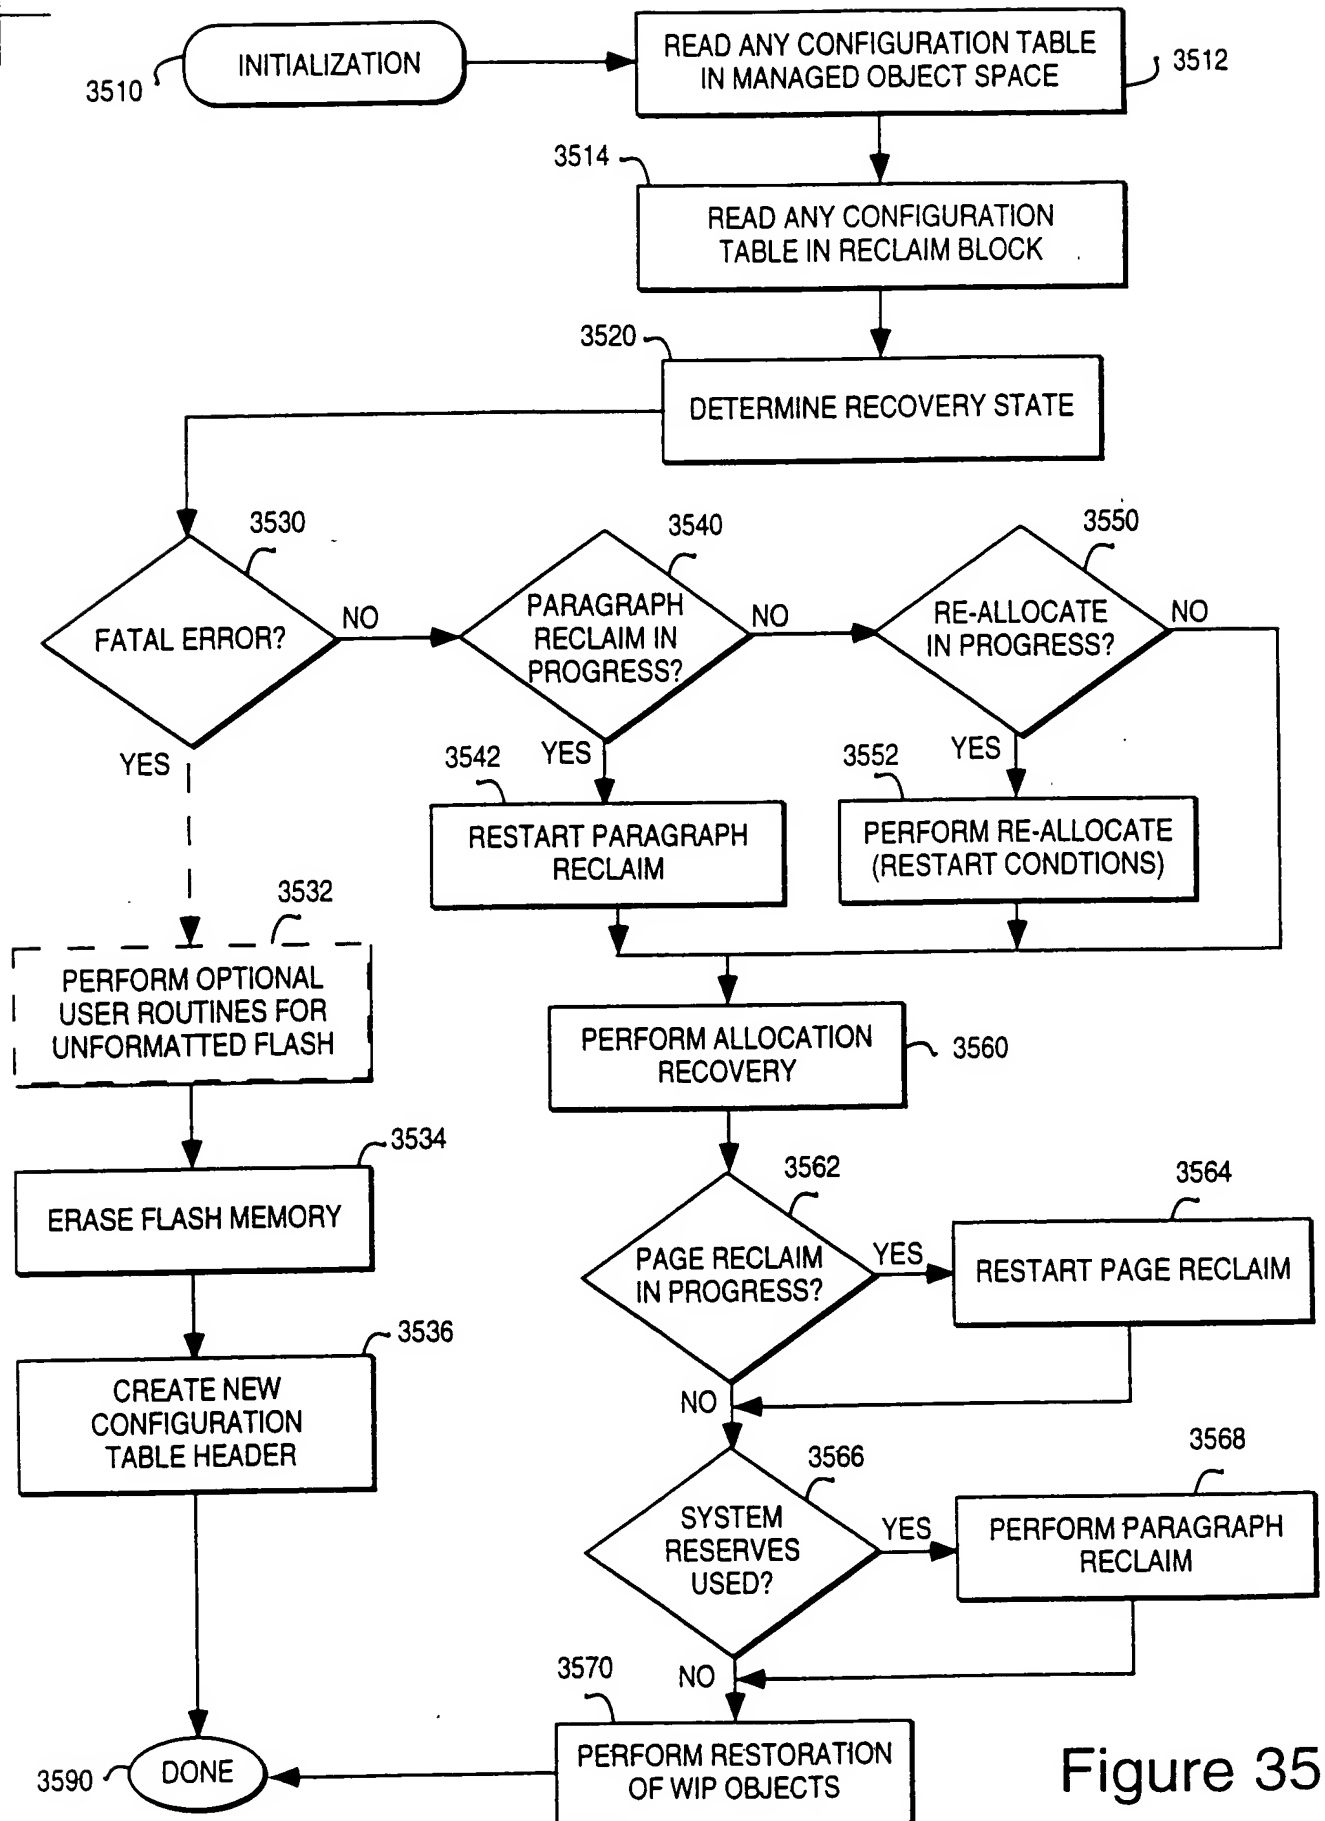 INITIALIZATION
3510
READ ANY CONFIGURATION TABLE
IN MANAGED OBJECT SPACE
3512
3514
READ ANY CONFIGURATION
TABLE IN RECLAIM BLOCK
3520
DETERMINE RECOVERY STATE
3530
FATAL ERROR?
NO
YES
3540
PARAGRAPH
RECLAIM IN
PROGRESS?
NO
YES
3550
RE-ALLOCATE
IN PROGRESS?
NO
YES
3542
RESTART PARAGRAPH
RECLAIM
3552
PERFORM RE-ALLOCATE
(RESTART CONDTIONS)
3532
PERFORM OPTIONAL
USER ROUTINES FOR
UNFORMATTED FLASH
PERFORM ALLOCATION
RECOVERY
3560
3534
ERASE FLASH MEMORY
3562
PAGE RECLAIM
IN PROGRESS?
YES
NO
3564
RESTART PAGE RECLAIM
3536
CREATE NEW
CONFIGURATION
TABLE HEADER
3566
SYSTEM
RESERVES
USED?
YES
NO
3568
PERFORM PARAGRAPH
RECLAIM
3570
PERFORM RESTORATION
OF WIP OBJECTS
3590
DONE
Figure 35